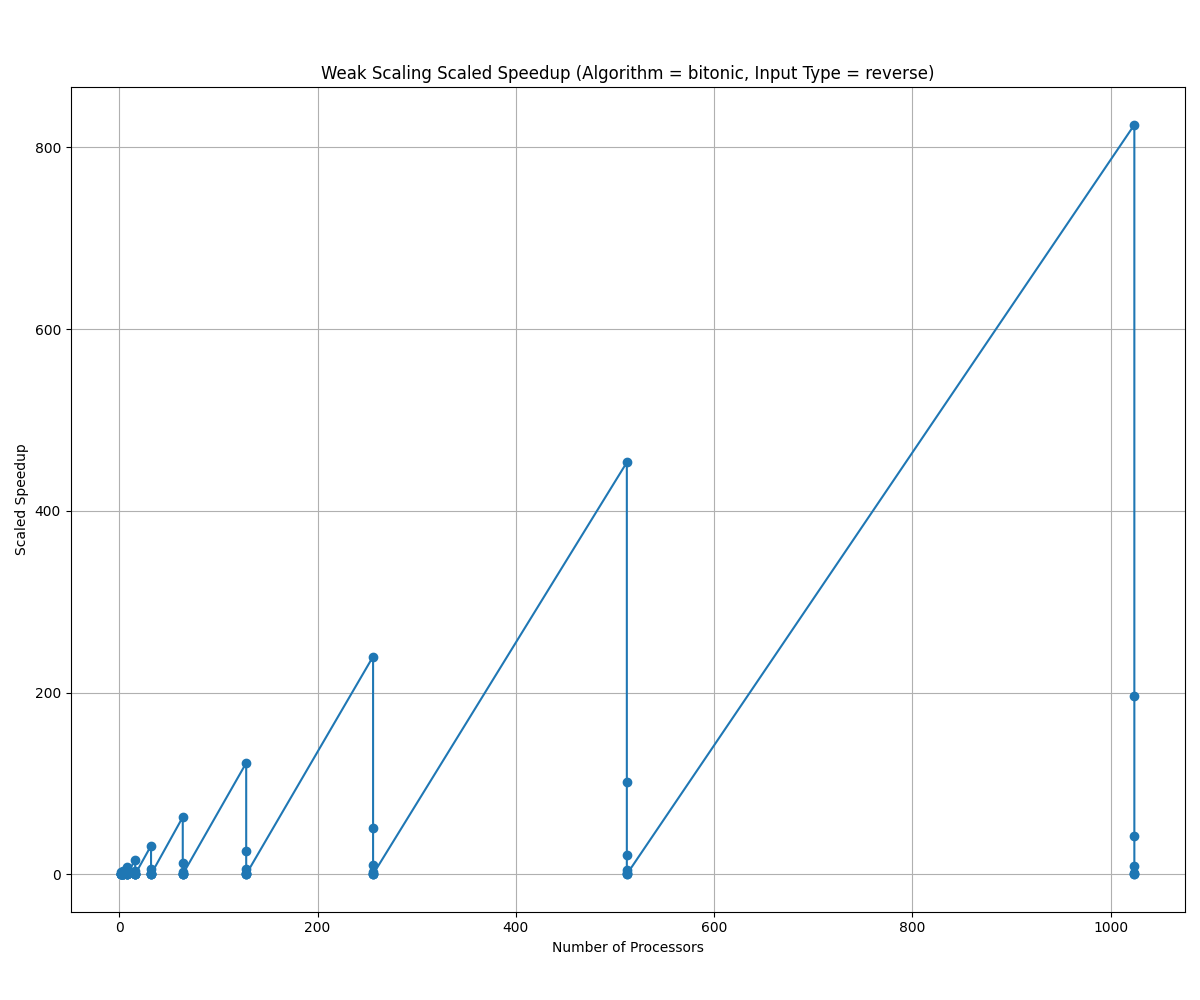 Weak Scaling Scaled Speedup (Algorithm = bitonic, Input Type = reverse)
Scaled Speedup
800
600
400
200
0
0 200 400 600 800 1000
Number of Processors